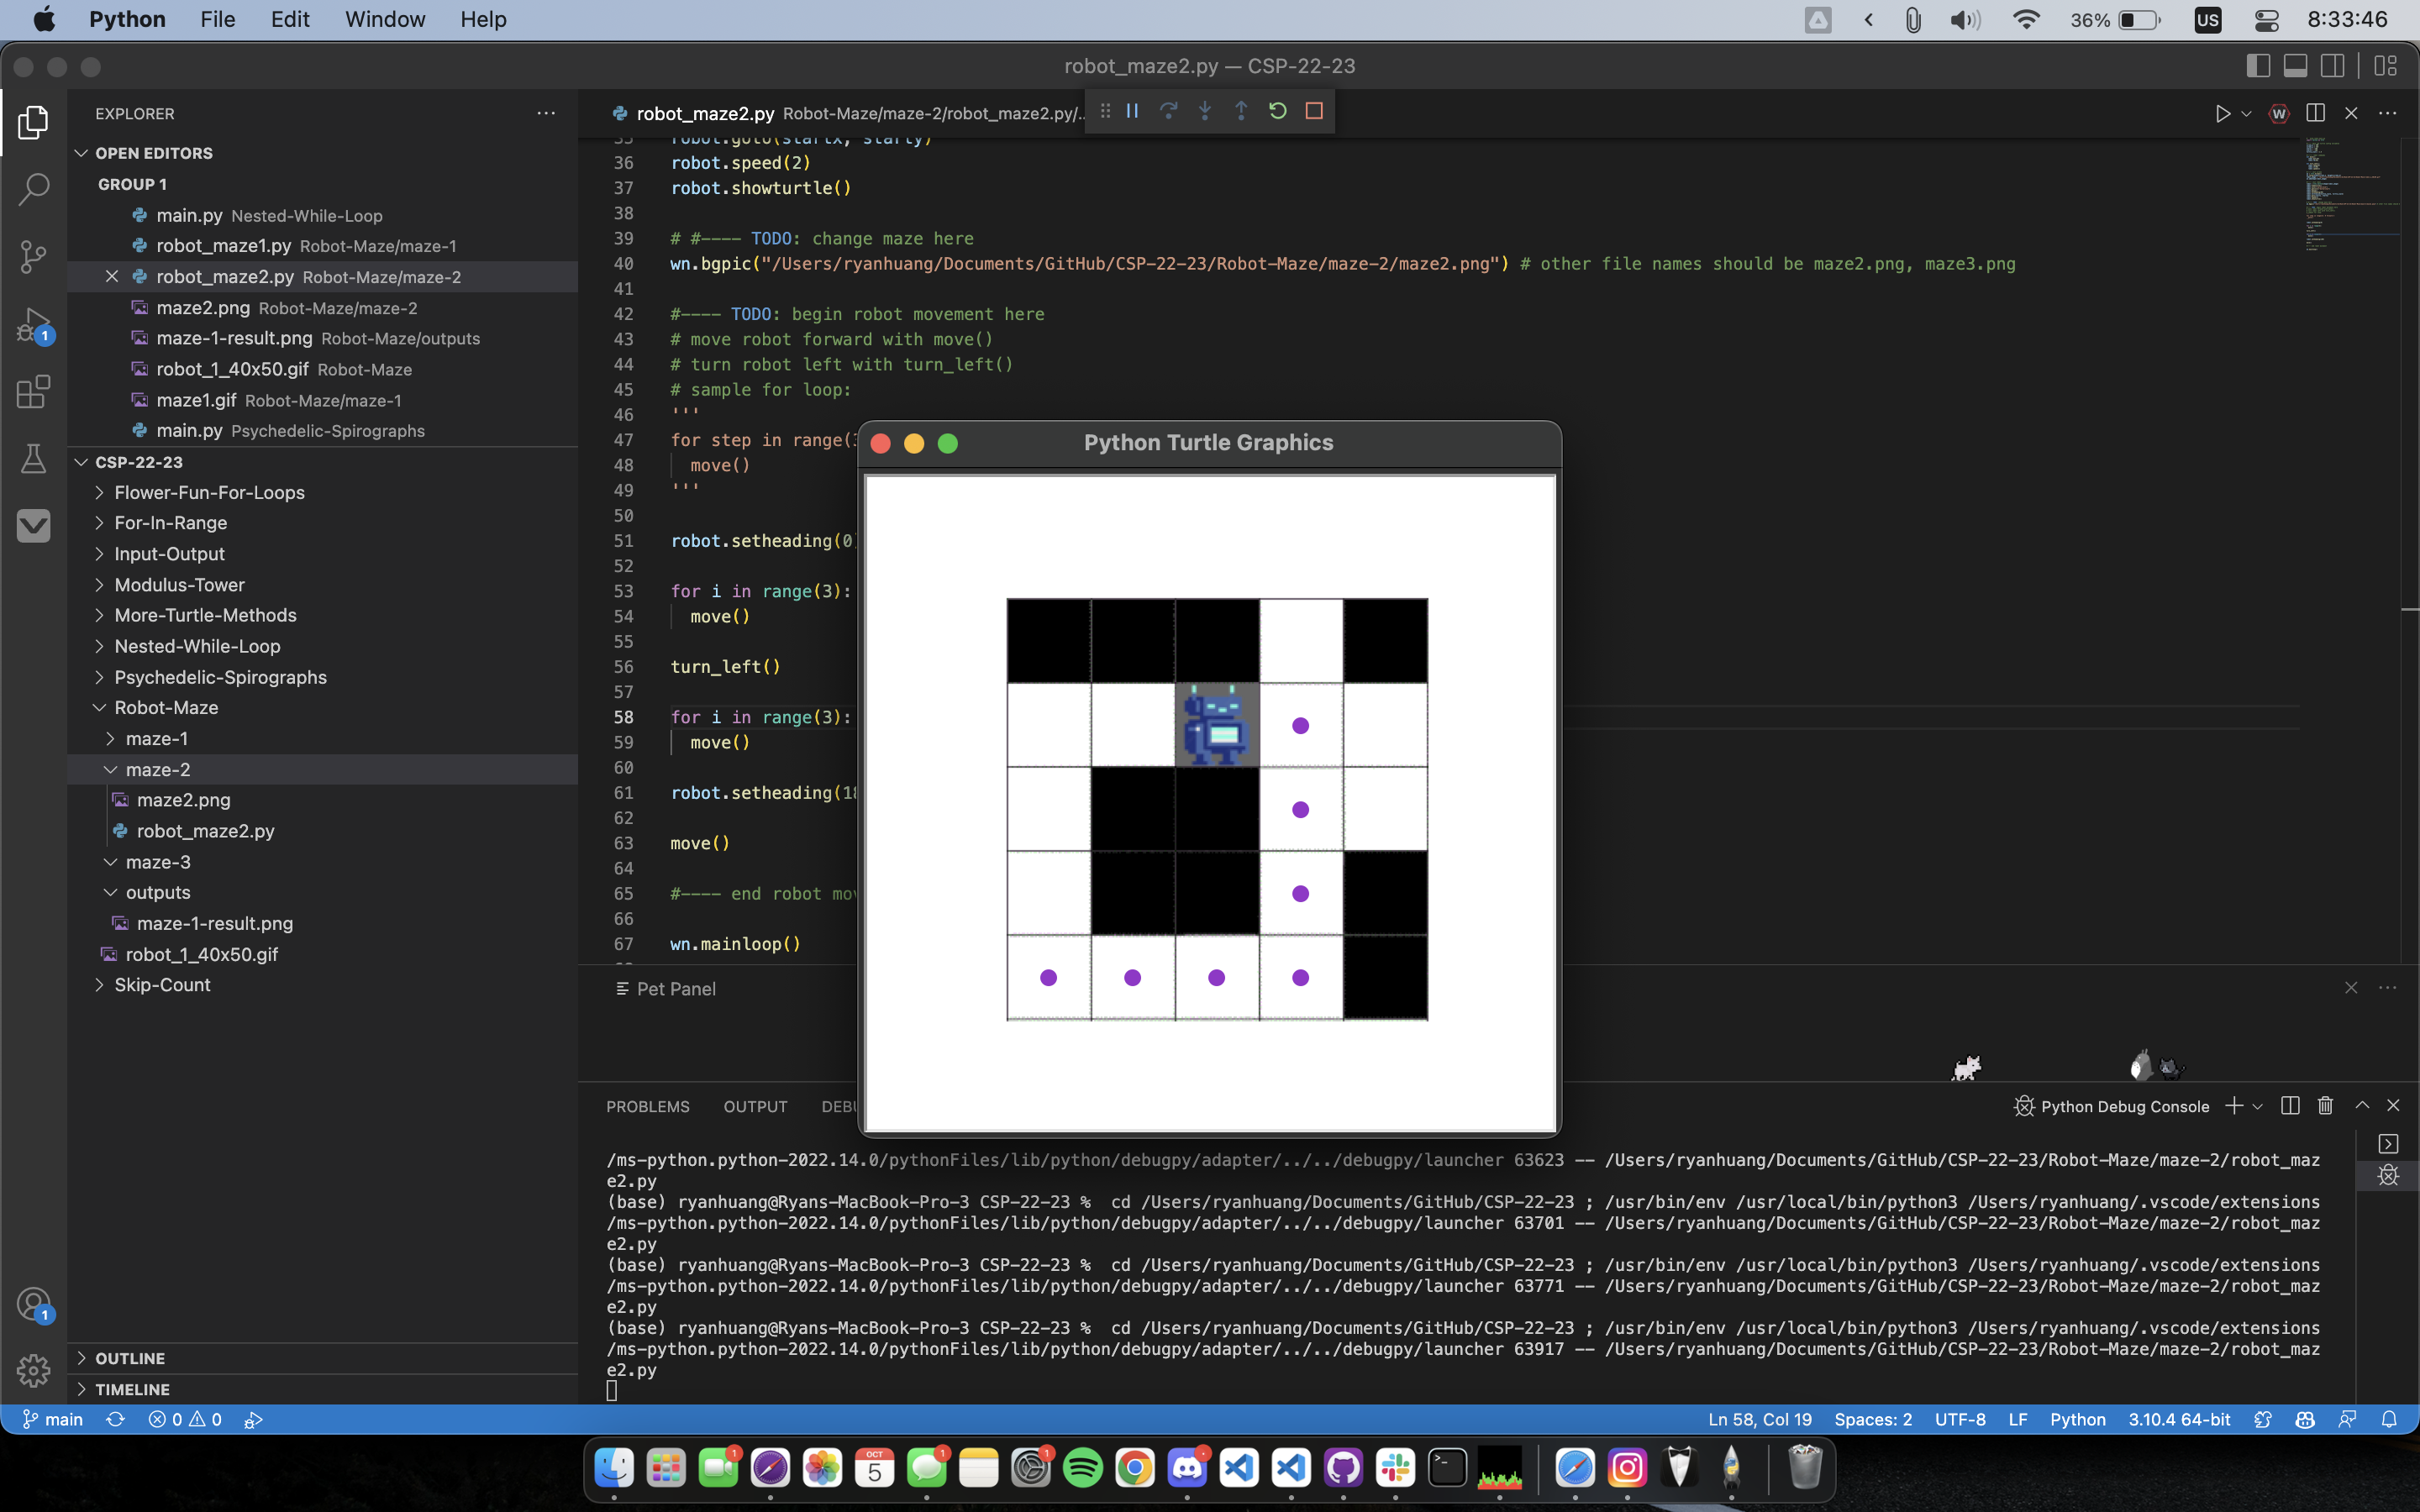 Python File Edit Window Help
36% US 8:33:46
robot_maze2.py — CSP-22-23
EXPLORER
OPEN EDITORS
GROUP 1
main.py Nested-While-Loop
robot_maze1.py Robot-Maze/maze-1
robot_maze2.py Robot-Maze/maze-2
maze2.png Robot-Maze/maze-2
maze-1-result.png Robot-Maze/outputs
robot_1_40x50.gif Robot-Maze
maze1.gif Robot-Maze/maze-1
main.py Psychedelic-Spirographs
CSP-22-23
Flower-Fun-For-Loops
For-In-Range
Input-Output
Modulus-Tower
More-Turtle-Methods
Nested-While-Loop
Psychedelic-Spirographs
Robot-Maze
maze-1
maze-2
maze2.png
robot_maze2.py
maze-3
outputs
maze-1-result.png
robot_1_40x50.gif
Skip-Count
OUTLINE
TIMELINE
1
1
robot_maze2.py Robot-Maze/maze-2/robot_maze2.py/..
W
35 robot.goto(startx, starty)
36 robot.speed(2)
37 robot.showturtle()
38
39 # #---- TODO: change maze here
40 wn.bgpic("/Users/ryanhuang/Documents/GitHub/CSP-22-23/Robot-Maze/maze-2/maze2.png") # other file names should be maze2.png, maze3.png
41
42 #---- TODO: begin robot movement here
43 # move robot forward with move()
44 # turn robot left with turn_left()
45 # sample for loop:
46 '''
47 for step in range(
48 move()
49 '''
50
51 robot.setheading(0
52
53 for i in range(3):
54 move()
55
56 turn_left()
57
58 for i in range(3):
59 move()
60
61 robot.setheading(18
62
63 move()
64
65 #---- end robot mov
66
67 wn.mainloop()
Python Turtle Graphics
Pet Panel
PROBLEMS OUTPUT DEBU
Python Debug Console
/ms-python.python-2022.14.0/pythonFiles/lib/python/debugpy/adapter/../../debugpy/launcher 63623 -- /Users/ryanhuang/Documents/GitHub/CSP-22-23/Robot-Maze/maze-2/robot_maz
e2.py
(base) ryanhuang@Ryans-MacBook-Pro-3 CSP-22-23 % cd /Users/ryanhuang/Documents/GitHub/CSP-22-23 ; /usr/bin/env /usr/local/bin/python3 /Users/ryanhuang/.vscode/extensions
/ms-python.python-2022.14.0/pythonFiles/lib/python/debugpy/adapter/../../debugpy/launcher 63701 -- /Users/ryanhuang/Documents/GitHub/CSP-22-23/Robot-Maze/maze-2/robot_maz
e2.py
(base) ryanhuang@Ryans-MacBook-Pro-3 CSP-22-23 % cd /Users/ryanhuang/Documents/GitHub/CSP-22-23 ; /usr/bin/env /usr/local/bin/python3 /Users/ryanhuang/.vscode/extensions
/ms-python.python-2022.14.0/pythonFiles/lib/python/debugpy/adapter/../../debugpy/launcher 63771 -- /Users/ryanhuang/Documents/GitHub/CSP-22-23/Robot-Maze/maze-2/robot_maz
e2.py
(base) ryanhuang@Ryans-MacBook-Pro-3 CSP-22-23 % cd /Users/ryanhuang/Documents/GitHub/CSP-22-23 ; /usr/bin/env /usr/local/bin/python3 /Users/ryanhuang/.vscode/extensions
/ms-python.python-2022.14.0/pythonFiles/lib/python/debugpy/adapter/../../debugpy/launcher 63917 -- /Users/ryanhuang/Documents/GitHub/CSP-22-23/Robot-Maze/maze-2/robot_maz
e2.py
main 0 0 Ln 58, Col 19 Spaces: 2 UTF-8 LF Python 3.10.4 64-bit
1 OCT 5 1 1